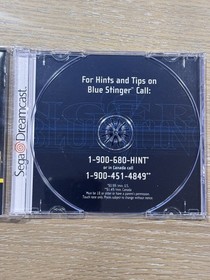 For Hints and Tips on
Blue Stinger™ Call:
1-900-680-HINT*
or in Canada call
1-900-451-4849**
Sega Dreamcast